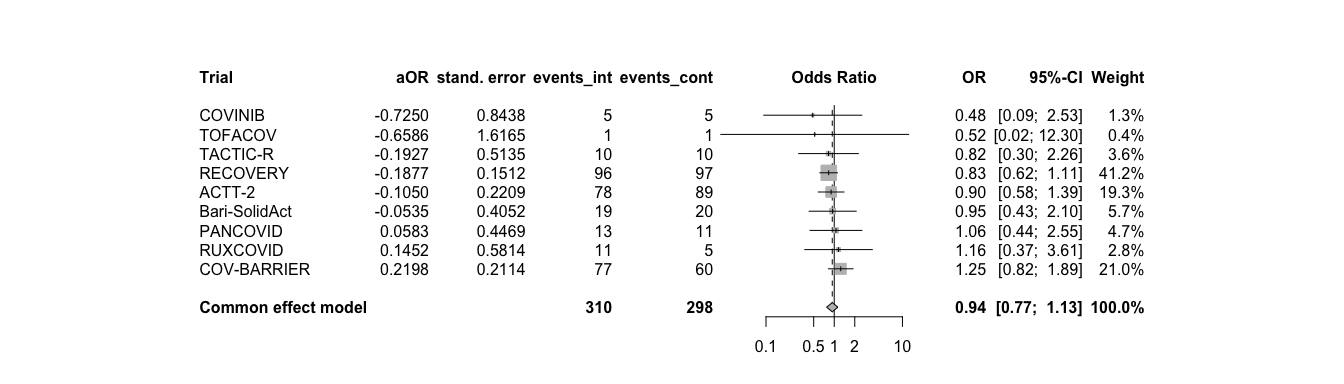 Trial aOR stand. error events_int events_cont Odds Ratio OR 95%-CI Weight
COVINIB -0.7250 0.8438 5 5 0.48 [0.09; 2.53] 1.3%
TOFACOV -0.6586 1.6165 1 1 0.52 [0.02; 12.30] 0.4%
TACTIC-R -0.1927 0.5135 10 10 0.82 [0.30; 2.26] 3.6%
RECOVERY -0.1877 0.1512 96 97 0.83 [0.62; 1.11] 41.2%
ACTT-2 -0.1050 0.2209 78 89 0.90 [0.58; 1.39] 19.3%
Bari-SolidAct -0.0535 0.4052 19 20 0.95 [0.43; 2.10] 5.7%
PANCOVID 0.0583 0.4469 13 11 1.06 [0.44; 2.55] 4.7%
RUXCOVID 0.1452 0.5814 11 5 1.16 [0.37; 3.61] 2.8%
COV-BARRIER 0.2198 0.2114 77 60 1.25 [0.82; 1.89] 21.0%
Common effect model 310 298 0.94 [0.77; 1.13] 100.0%
0.1 0.5 1 2 10